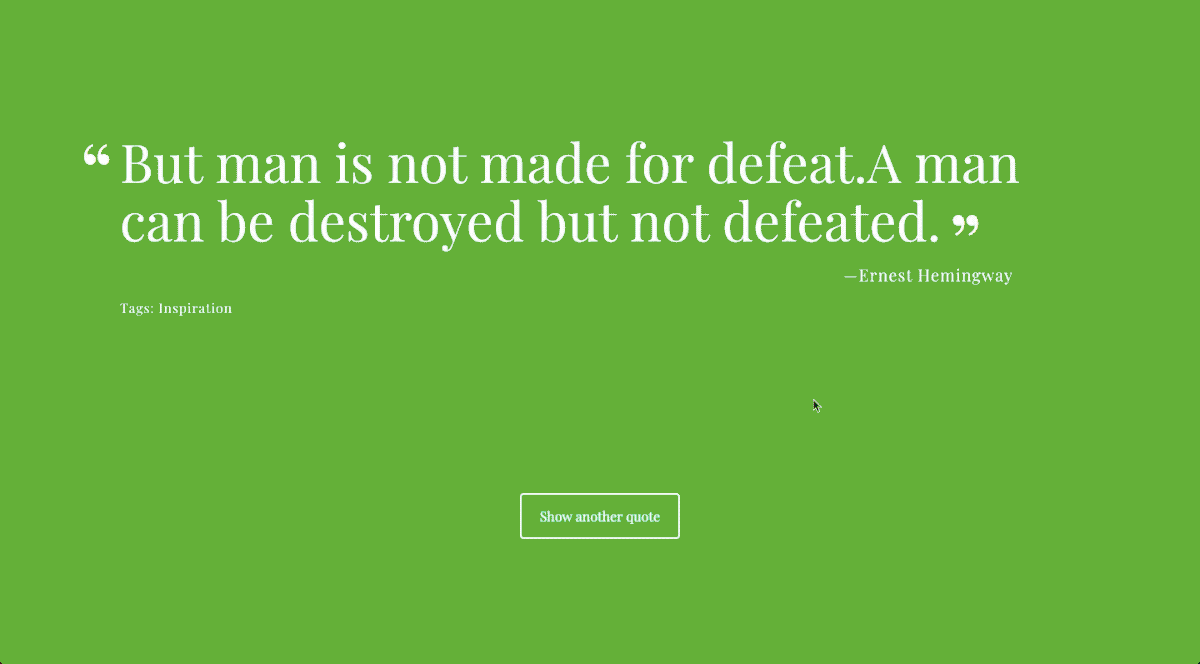 “ But man is not made for defeat.A man
can be destroyed but not defeated. ”
—Ernest Hemingway
Tags: Inspiration
Show another quote